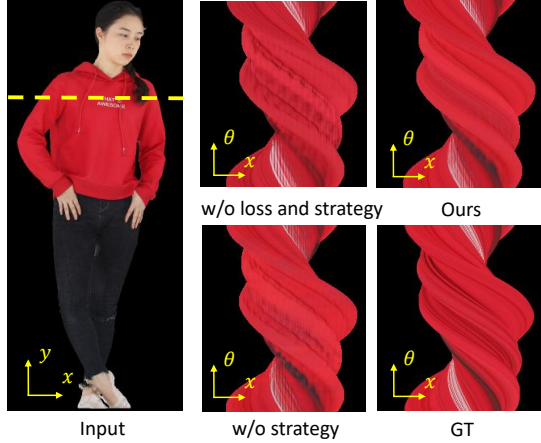 θ
x
w/o loss and strategy
θ
x
Ours
y
x
Input
θ
x
w/o strategy
θ
x
GT